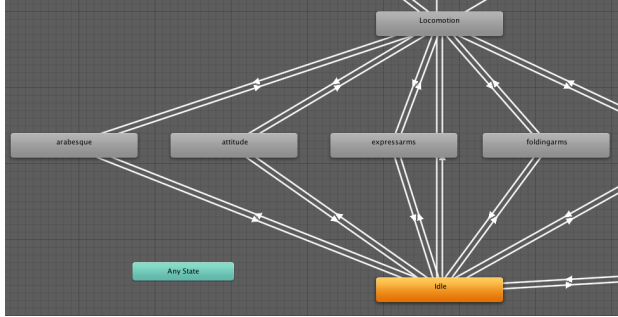 Locomotion
arabesque
attitude
expressarms
foldingarms
Any State
Idle